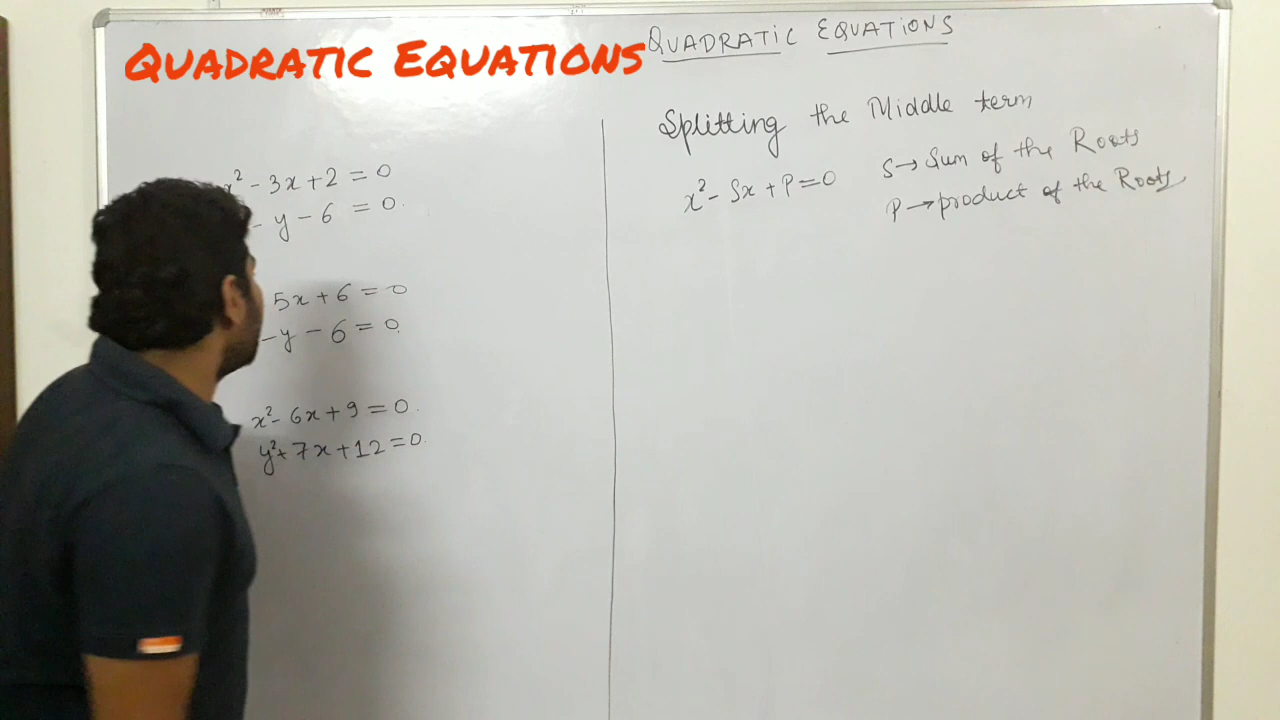 Quadratic Equations
QUADRATIC EQUATIONS
Splitting the Middle term
x² - Sx + P = 0
S → Sum of the Roots
P → product of the Roots
x² - 3x + 2 = 0
- y - 6 = 0.
5x + 6 = 0
- y - 6 = 0.
x² - 6x + 9 = 0.
y² + 7x + 12 = 0.